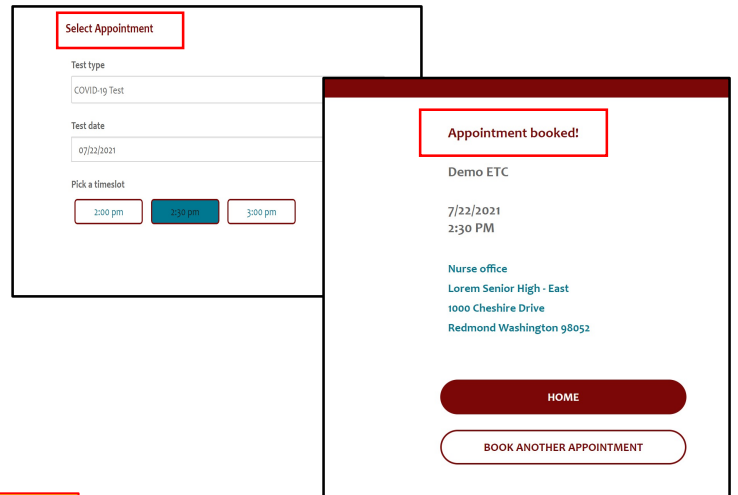 Select Appointment
Test type
COVID-19 Test
Test date
07/22/2021
Pick a timeslot
2:00 pm 2:30 pm 3:00 pm
Appointment booked!
Demo ETC
7/22/2021
2:30 PM
Nurse office
Lorem Senior High - East
1000 Cheshire Drive
Redmond Washington 98052
HOME
BOOK ANOTHER APPOINTMENT